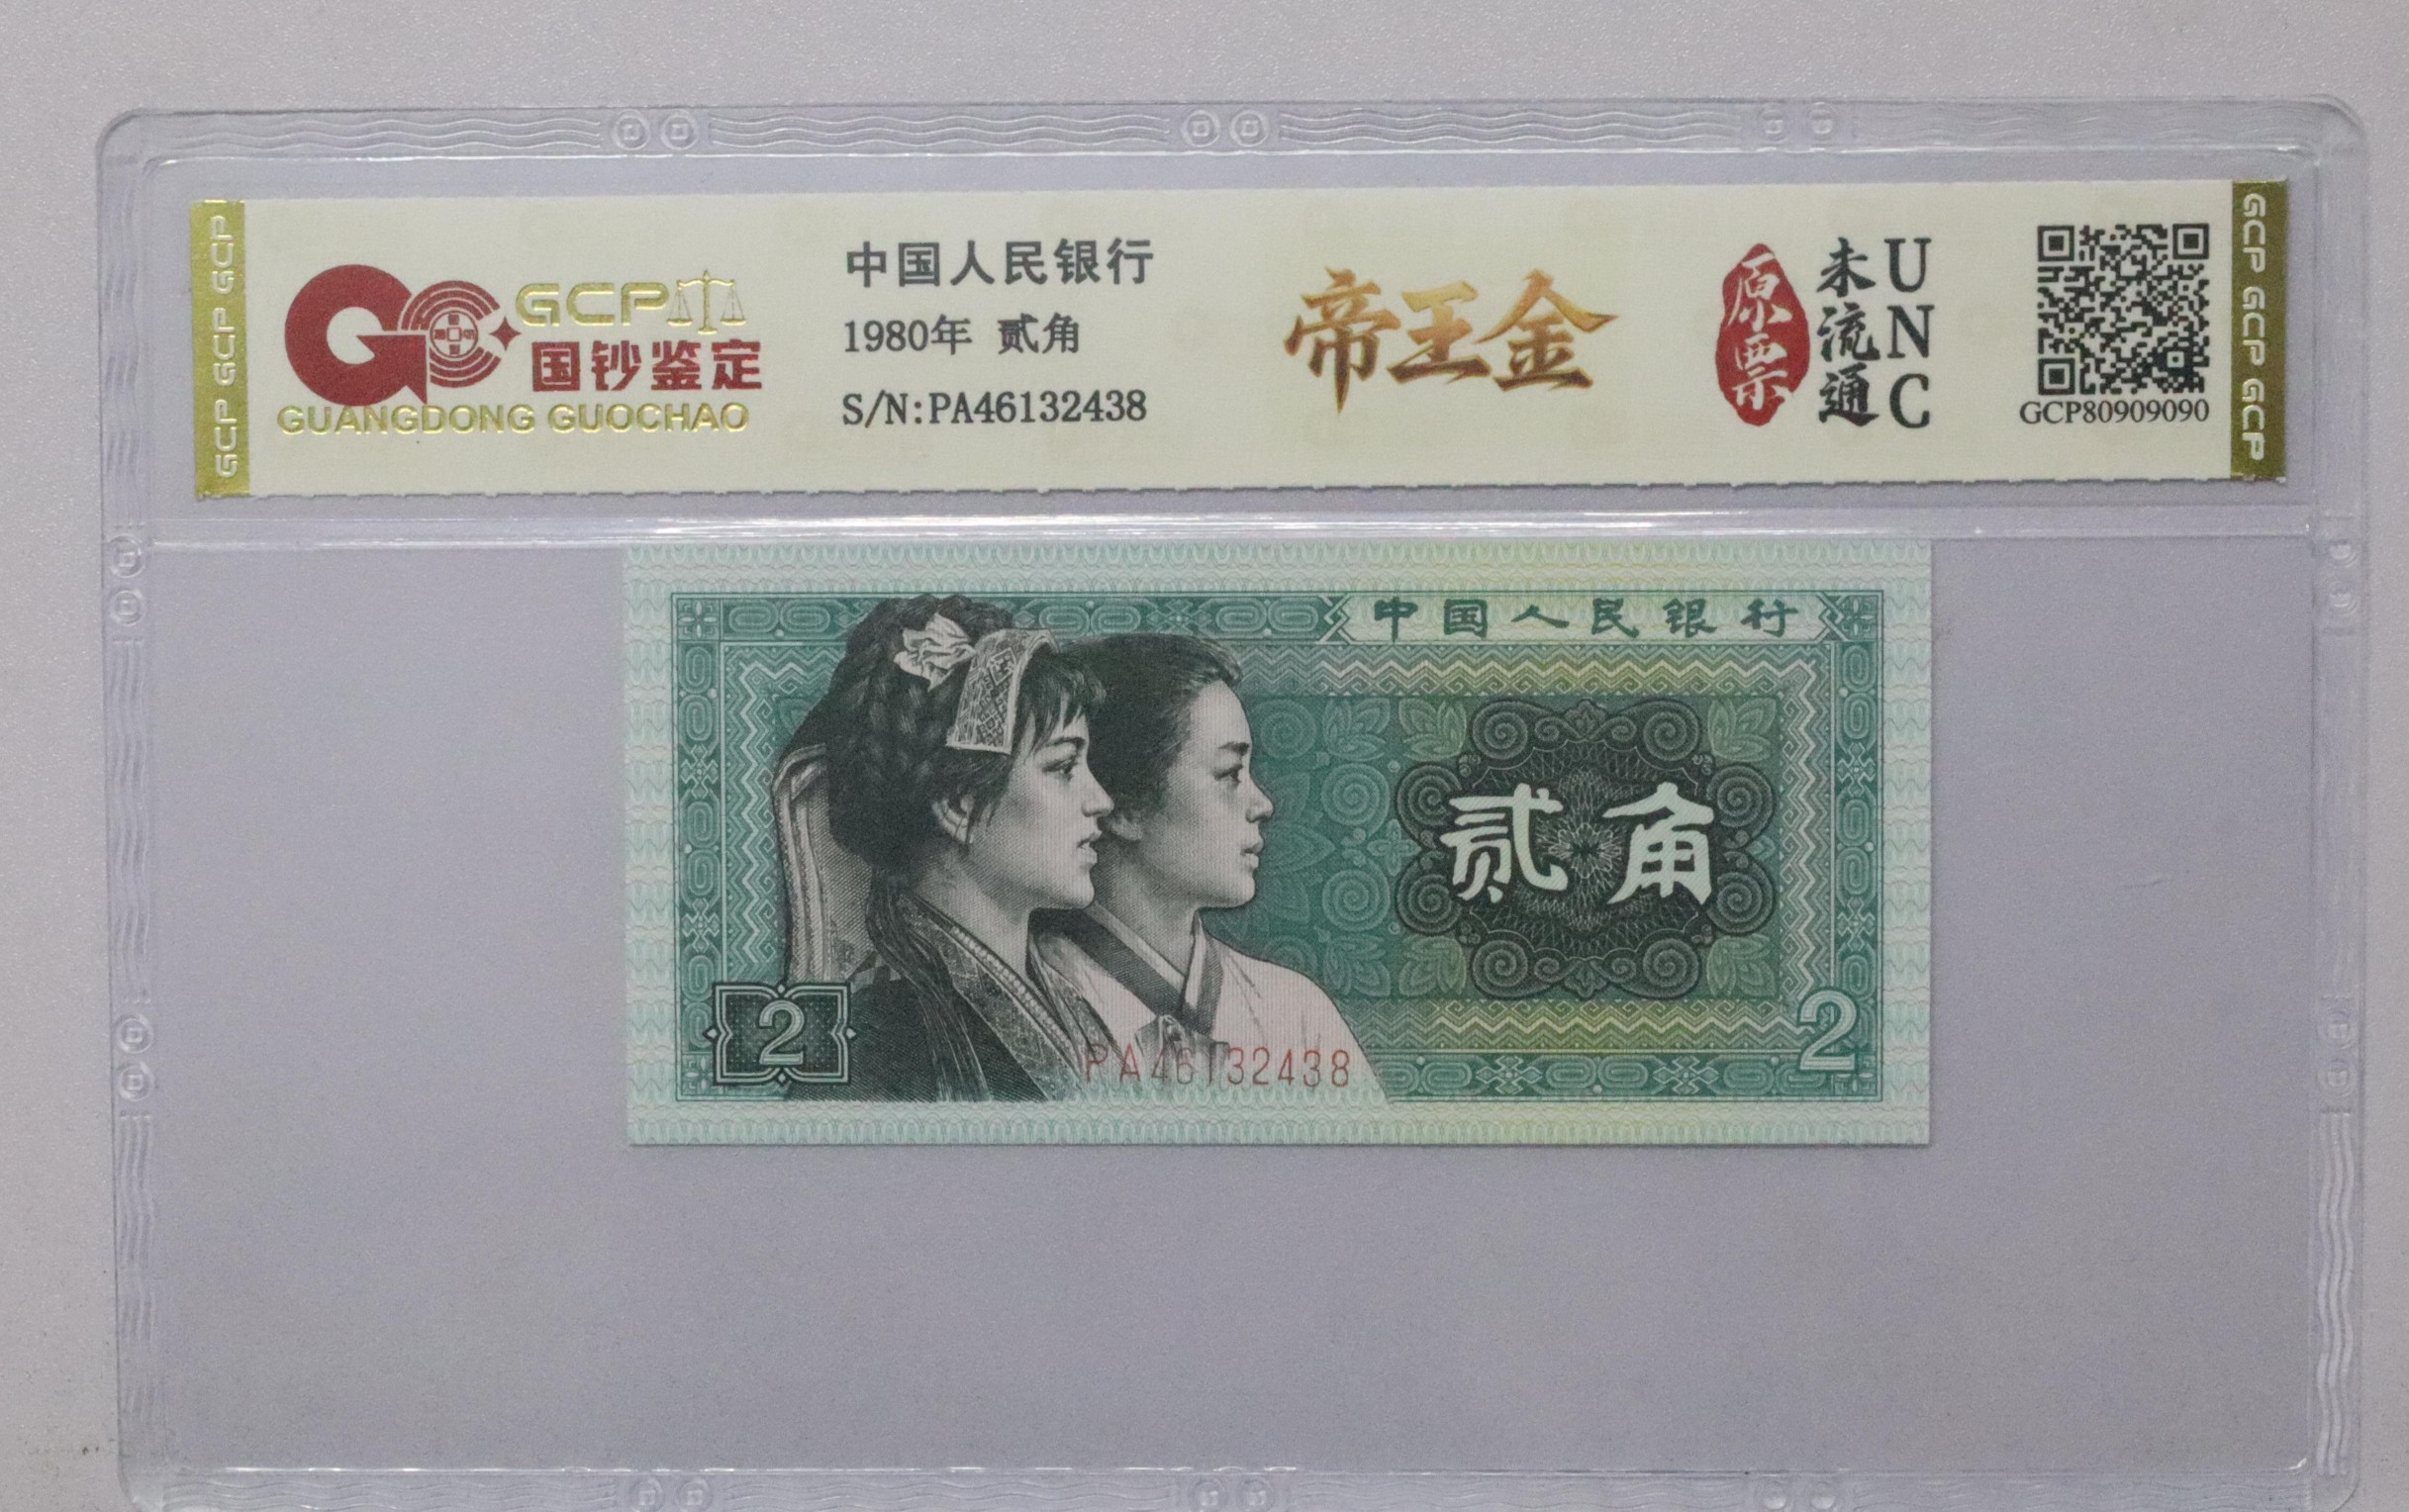 GCP GCP GCP
GCP
国钞鉴定
GUANGDONG GUOCHAO
中国人民银行
1980年 贰角
S/N:PA46132438
帝王金
原票
未流通
UNC
GCP80909090
GCP GCP GCP
中国人民银行
贰角
2
2
PA46132438